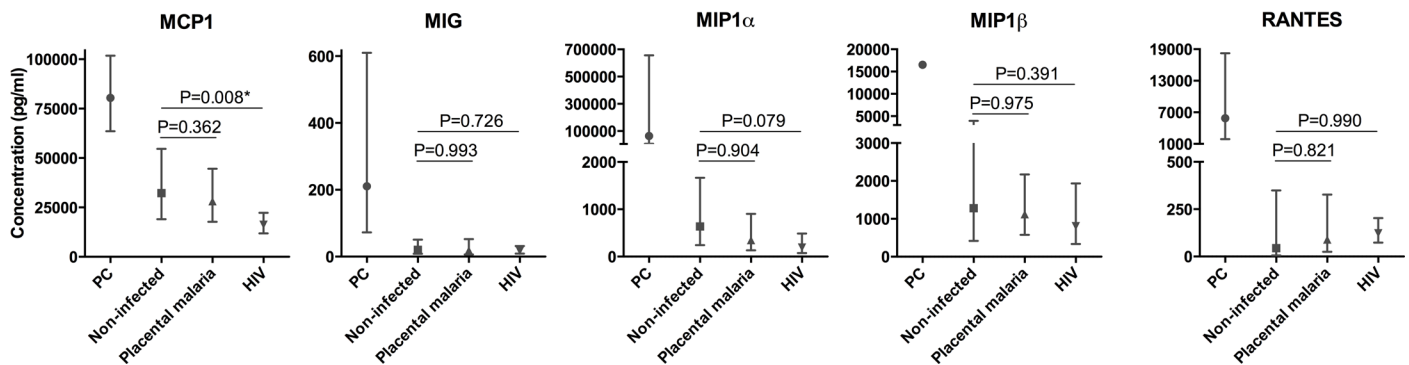 MCP1
MIG
MIP1α
MIP1β
RANTES
Concentration (pg/ml)
100000
75000
50000
25000
0
P=0.008*
P=0.362
PC
Non-infected
Placental malaria
HIV
600
400
200
0
P=0.726
P=0.993
PC
Non-infected
Placental malaria
HIV
700000
500000
300000
100000
2000
1000
0
P=0.079
P=0.904
PC
Non-infected
Placental malaria
HIV
20000
15000
10000
5000
3000
2000
1000
0
P=0.391
P=0.975
PC
Non-infected
Placental malaria
HIV
19000
13000
7000
1000
500
250
0
P=0.990
P=0.821
PC
Non-infected
Placental malaria
HIV